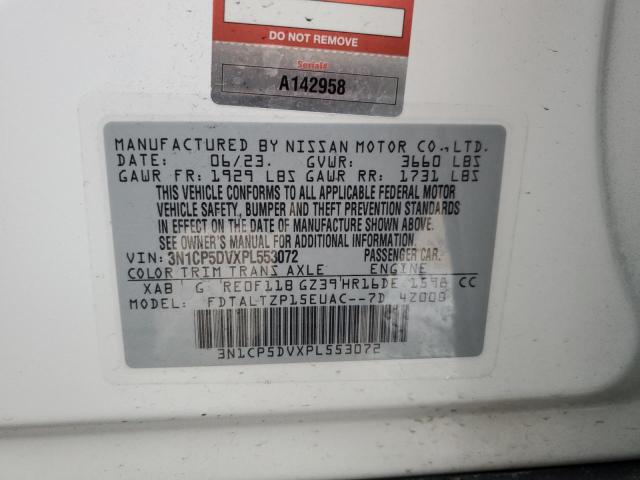 DO NOT REMOVE
Serial#
A142958
MANUFACTURED BY NISSAN MOTOR CO.,LTD.
DATE: 06/23. GVWR: 3660 LBS
GAWR FR: 1929 LBS GAWR RR: 1731 LBS
THIS VEHICLE CONFORMS TO ALL APPLICABLE FEDERAL MOTOR
VEHICLE SAFETY, BUMPER AND THEFT PREVENTION STANDARDS
IN EFFECT ON THE DATE OF MANUFACTURE SHOWN ABOVE.
SEE OWNER'S MANUAL FOR ADDITIONAL INFORMATION.
VIN: 3N1CP5DVXPL553072 PASSENGER CAR.
COLOR TRIM TRANS AXLE ENGINE
XAB G RE0F11B GZ39 HR16DE 1598 CC
MODEL: FDTALTZP15EUAC--7D 4Z000
3N1CP5DVXPL553072